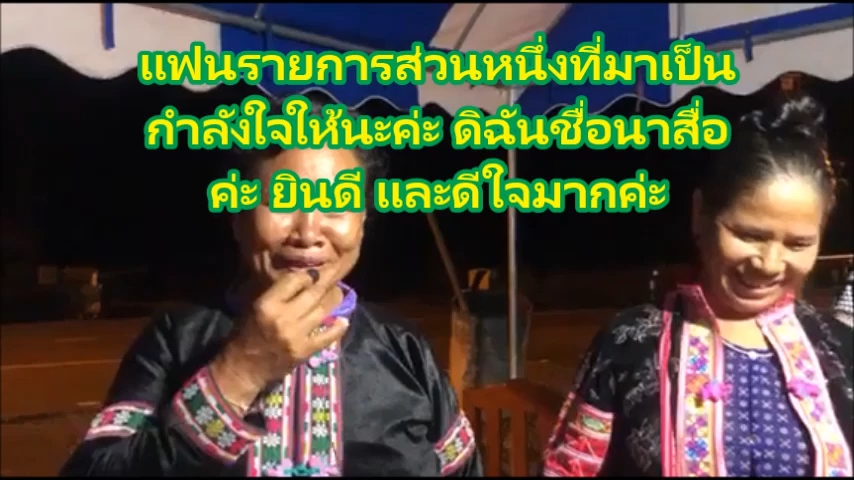 แฟนรายการส่วนหนึ่งที่มาเป็น
กำลังใจให้นะค่ะ ดิฉันชื่อนาสื่อ
ค่ะ ยินดี และดีใจมากค่ะ